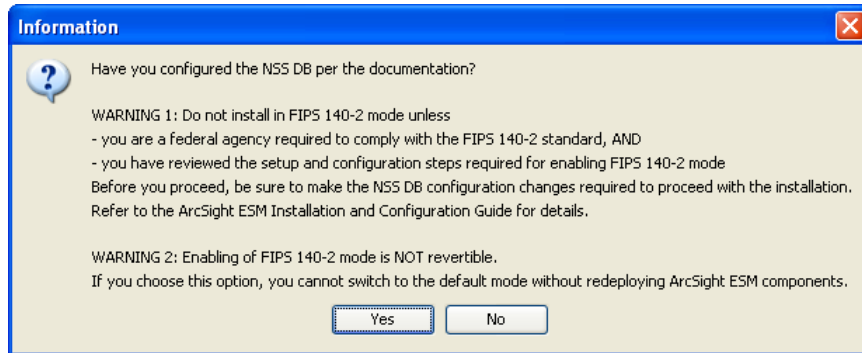 Information
Have you configured the NSS DB per the documentation?
WARNING 1: Do not install in FIPS 140-2 mode unless
- you are a federal agency required to comply with the FIPS 140-2 standard, AND
- you have reviewed the setup and configuration steps required for enabling FIPS 140-2 mode
Before you proceed, be sure to make the NSS DB configuration changes required to proceed with the installation.
Refer to the ArcSight ESM Installation and Configuration Guide for details.
WARNING 2: Enabling of FIPS 140-2 mode is NOT revertible.
If you choose this option, you cannot switch to the default mode without redeploying ArcSight ESM components.
Yes No